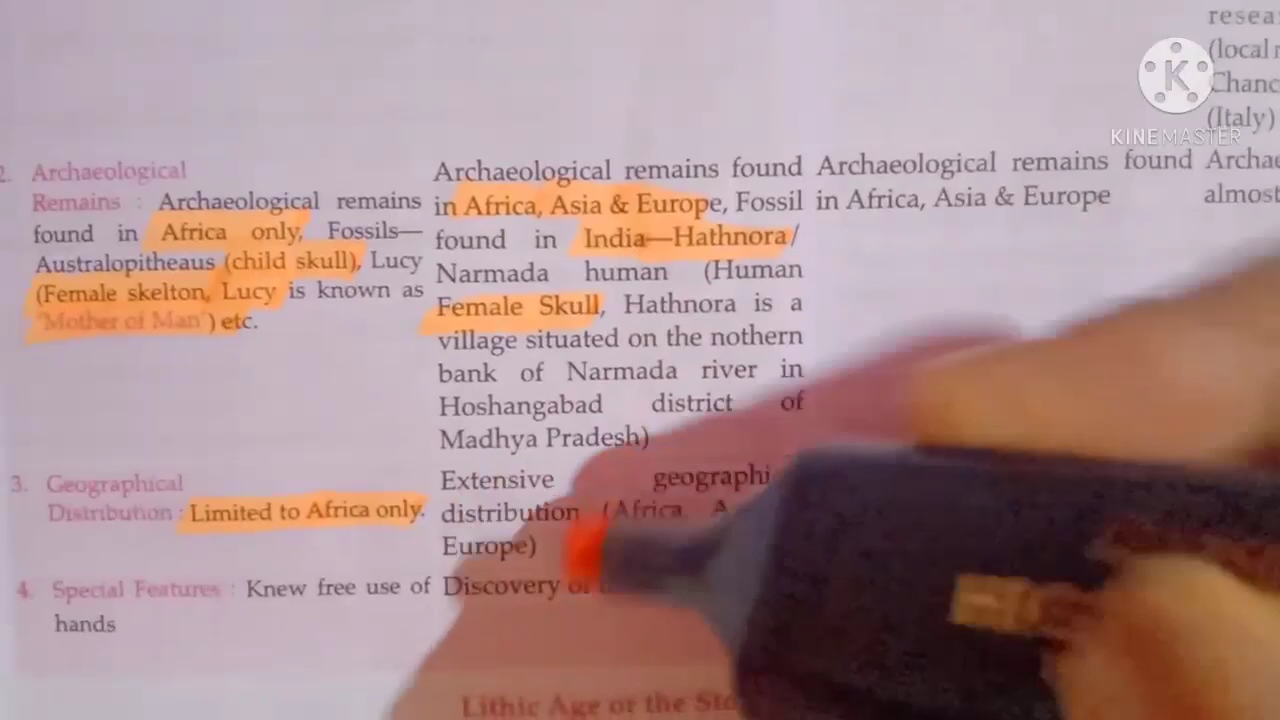 resea
(local
Chanc
(Italy)
KINEMASTER
2. Archaeological
Remains : Archaeological remains
found in Africa only, Fossils—
Australopitheaus (child skull), Lucy
(Female skelton, Lucy is known as
'Mother of Man') etc.
Archaeological remains found
in Africa, Asia & Europe, Fossil
found in India—Hathnora/
Narmada human (Human
Female Skull, Hathnora is a
village situated on the nothern
bank of Narmada river in
Hoshangabad district of
Madhya Pradesh)
Archaeological remains found
in Africa, Asia & Europe
Archae
almost
3. Geographical
Distribution : Limited to Africa only.
Extensive geographi
distribution (Africa, A
Europe)
4. Special Features : Knew free use of
hands
Discovery of
Lithic Age or the Sto